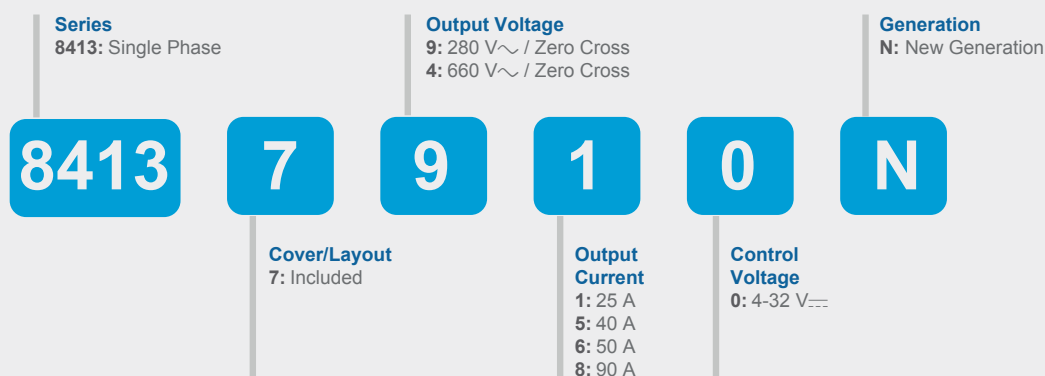 Series
8413: Single Phase
Output Voltage
9: 280 V∿ / Zero Cross
4: 660 V∿ / Zero Cross
Generation
N: New Generation
8413 7 9 1 0 N
Cover/Layout
7: Included
Output
Current
1: 25 A
5: 40 A
6: 50 A
8: 90 A
Control
Voltage
0: 4-32 V⎓